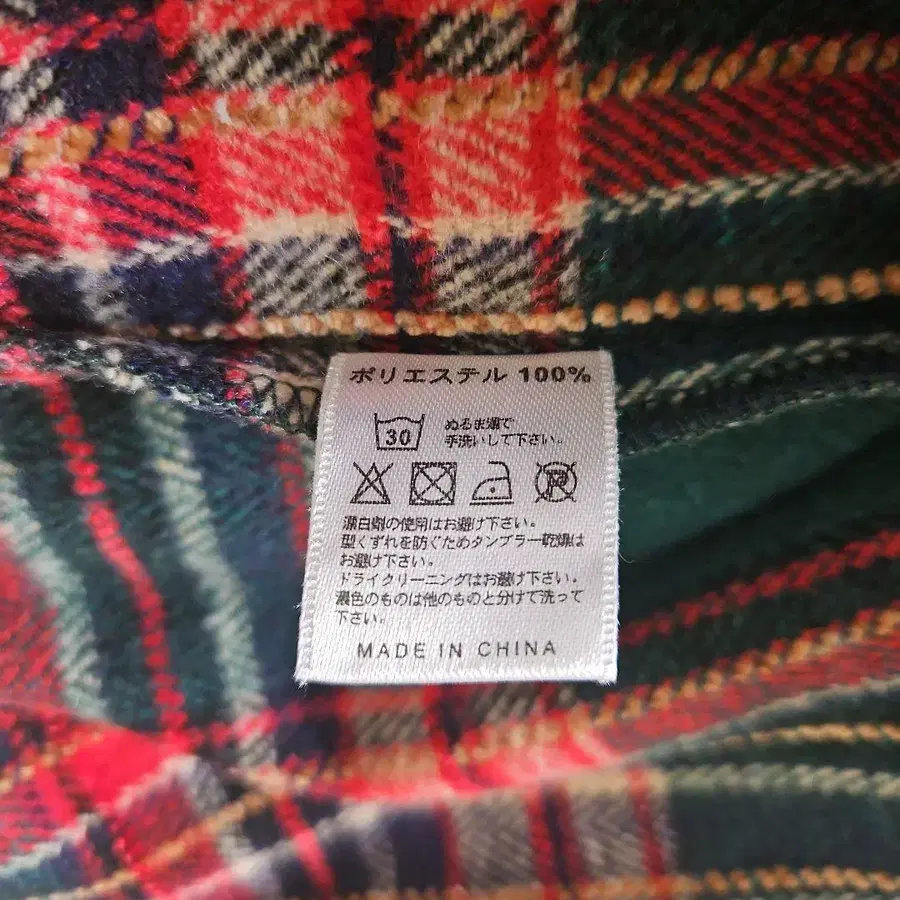 ポリエステル 100%
30
ぬるま湯で
手洗いして下さい。
P
漂白剤の使用はお避け下さい。
型くずれを防ぐためタンブラー乾燥は
お避け下さい。
ドライクリーニングはお避け下さい。
濃色のものは他のものと分けて洗って
下さい。
MADE IN CHINA